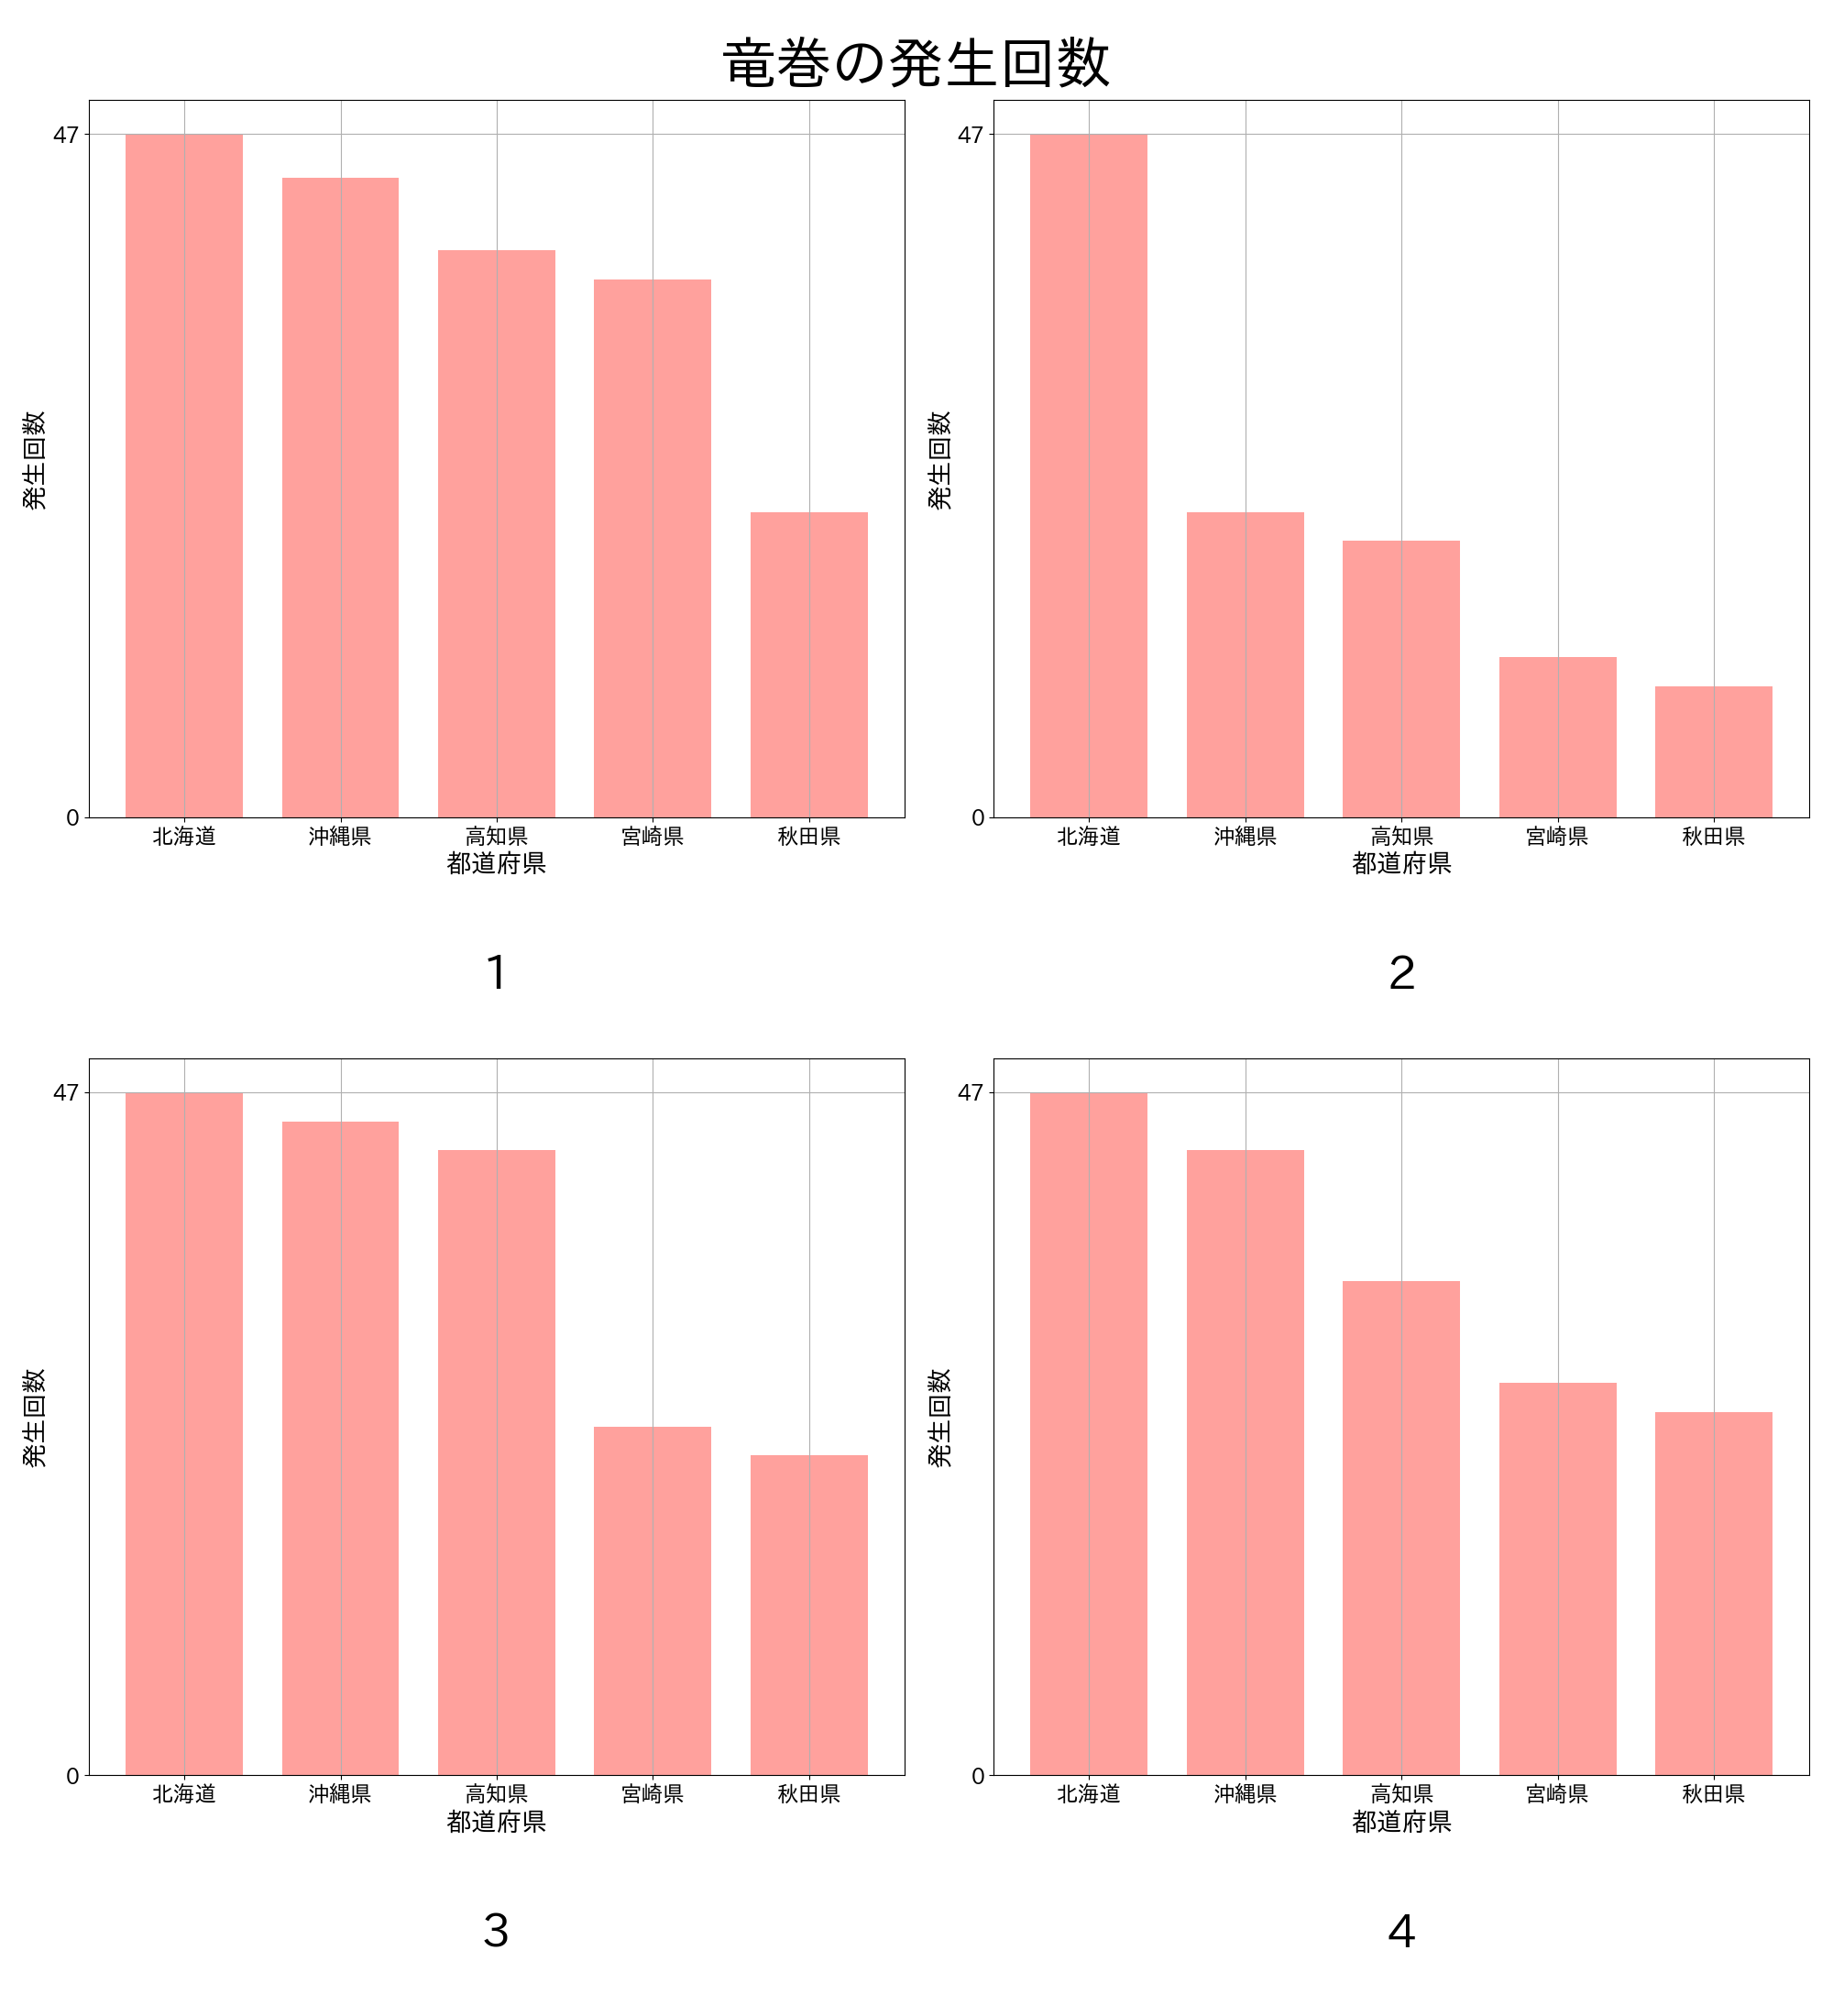 竜巻の発生回数
47
0
発生回数
北海道 沖縄県 高知県 宮崎県 秋田県
都道府県
1
47
0
発生回数
北海道 沖縄県 高知県 宮崎県 秋田県
都道府県
2
47
0
発生回数
北海道 沖縄県 高知県 宮崎県 秋田県
都道府県
3
47
0
発生回数
北海道 沖縄県 高知県 宮崎県 秋田県
都道府県
4